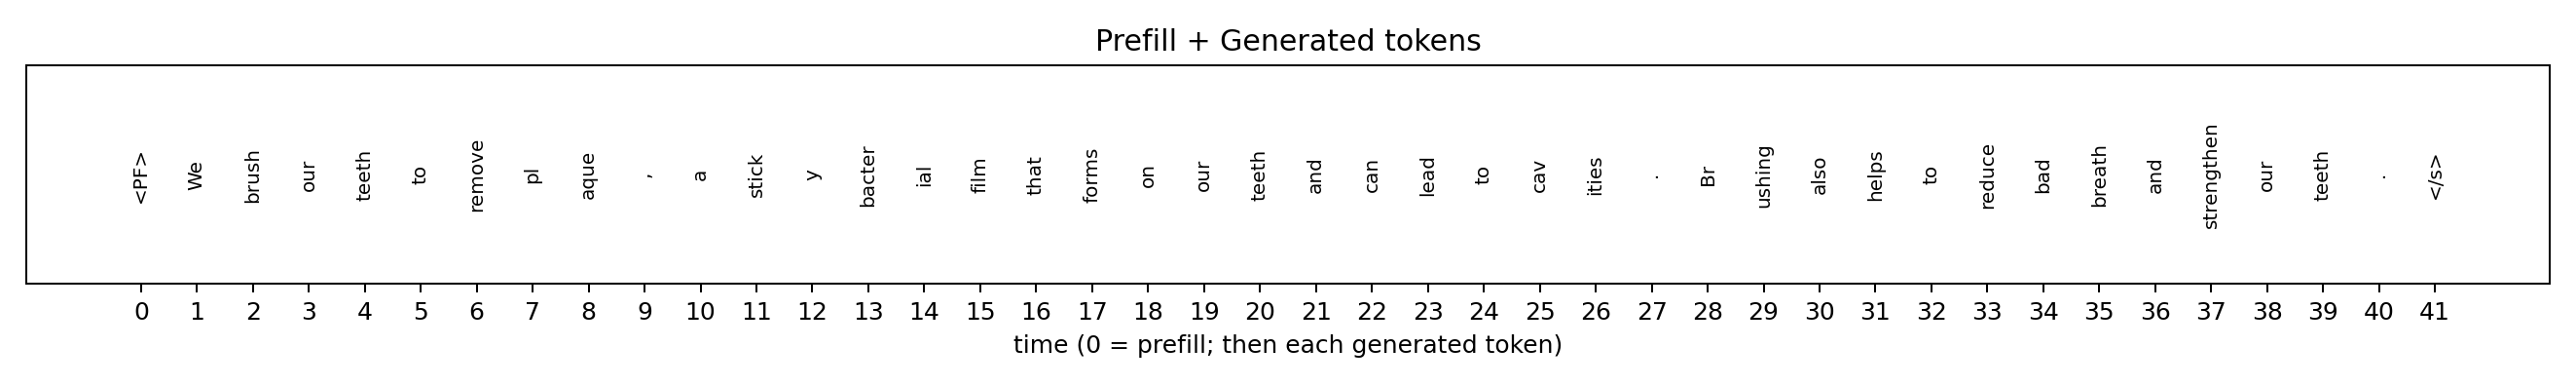 Prefill + Generated tokens
<PF> We brush our teeth to remove pl aque , a stick y bacter ial film that forms on our teeth and can lead to cav ities . Br ushing also helps to reduce bad breath and strengthen our teeth . </s>
0 1 2 3 4 5 6 7 8 9 10 11 12 13 14 15 16 17 18 19 20 21 22 23 24 25 26 27 28 29 30 31 32 33 34 35 36 37 38 39 40 41
time (0 = prefill; then each generated token)